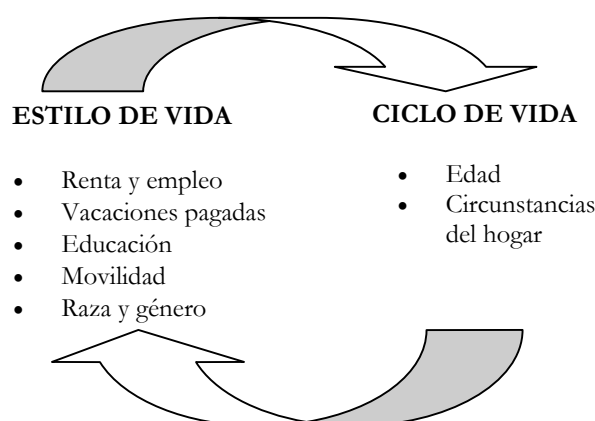 ESTILO DE VIDA
• Renta y empleo
• Vacaciones pagadas
• Educación
• Movilidad
• Raza y género
CICLO DE VIDA
• Edad
• Circunstancias
del hogar